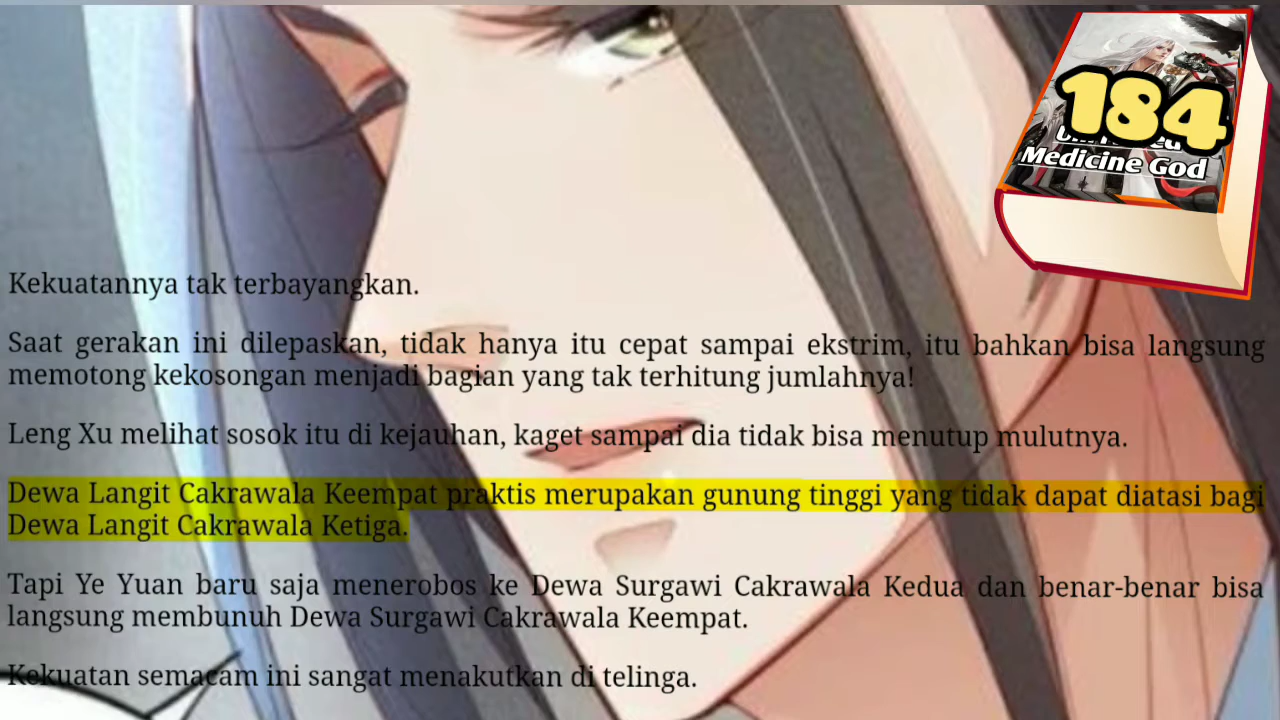 184
Medicine God
Kekuatannya tak terbayangkan.
Saat gerakan ini dilepaskan, tidak hanya itu cepat sampai ekstrim, itu bahkan bisa langsung
memotong kekosongan menjadi bagian yang tak terhitung jumlahnya!
Leng Xu melihat sosok itu di kejauhan, kaget sampai dia tidak bisa menutup mulutnya.
Dewa Langit Cakrawala Keempat praktis merupakan gunung tinggi yang tidak dapat diatasi bagi
Dewa Langit Cakrawala Ketiga.
Tapi Ye Yuan baru saja menerobos ke Dewa Surgawi Cakrawala Kedua dan benar-benar bisa
langsung membunuh Dewa Surgawi Cakrawala Keempat.
Kekuatan semacam ini sangat menakutkan di telinga.